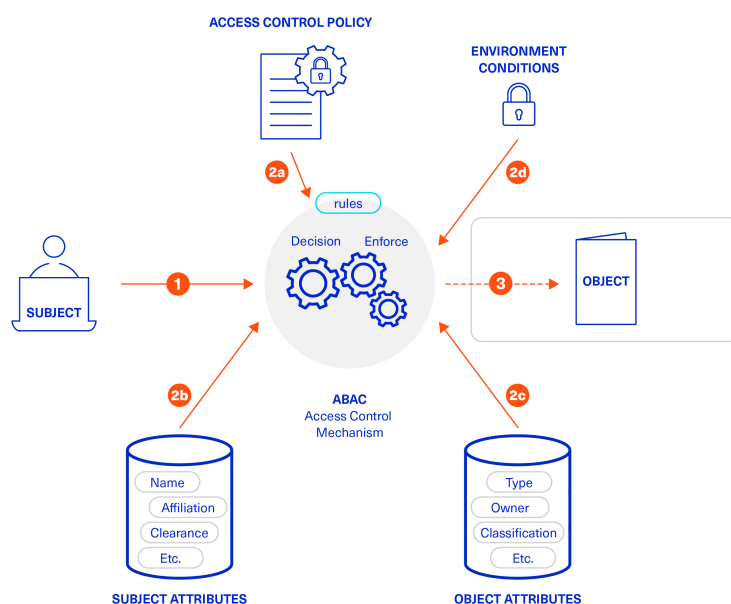 ACCESS CONTROL POLICY
ENVIRONMENT
CONDITIONS
2a
2d
rules
Decision
Enforce
SUBJECT
1
3
OBJECT
2b
2c
ABAC
Access Control
Mechanism
Name
Affiliation
Clearance
Etc.
Type
Owner
Classification
Etc.
SUBJECT ATTRIBUTES
OBJECT ATTRIBUTES